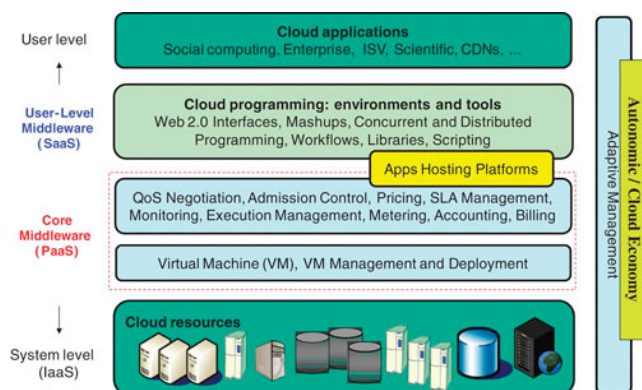 User level
Cloud applications
Social computing, Enterprise, ISV, Scientific, CDNs, ...
User-Level
Middleware
(SaaS)
Cloud programming: environments and tools
Web 2.0 Interfaces, Mashups, Concurrent and Distributed
Programming, Workflows, Libraries, Scripting
Apps Hosting Platforms
Core
Middleware
(PaaS)
QoS Negotiation, Admission Control, Pricing, SLA Management,
Monitoring, Execution Management, Metering, Accounting, Billing
Virtual Machine (VM), VM Management and Deployment
System level
(IaaS)
Cloud resources
Adaptive Management
Autonomic / Cloud Economy